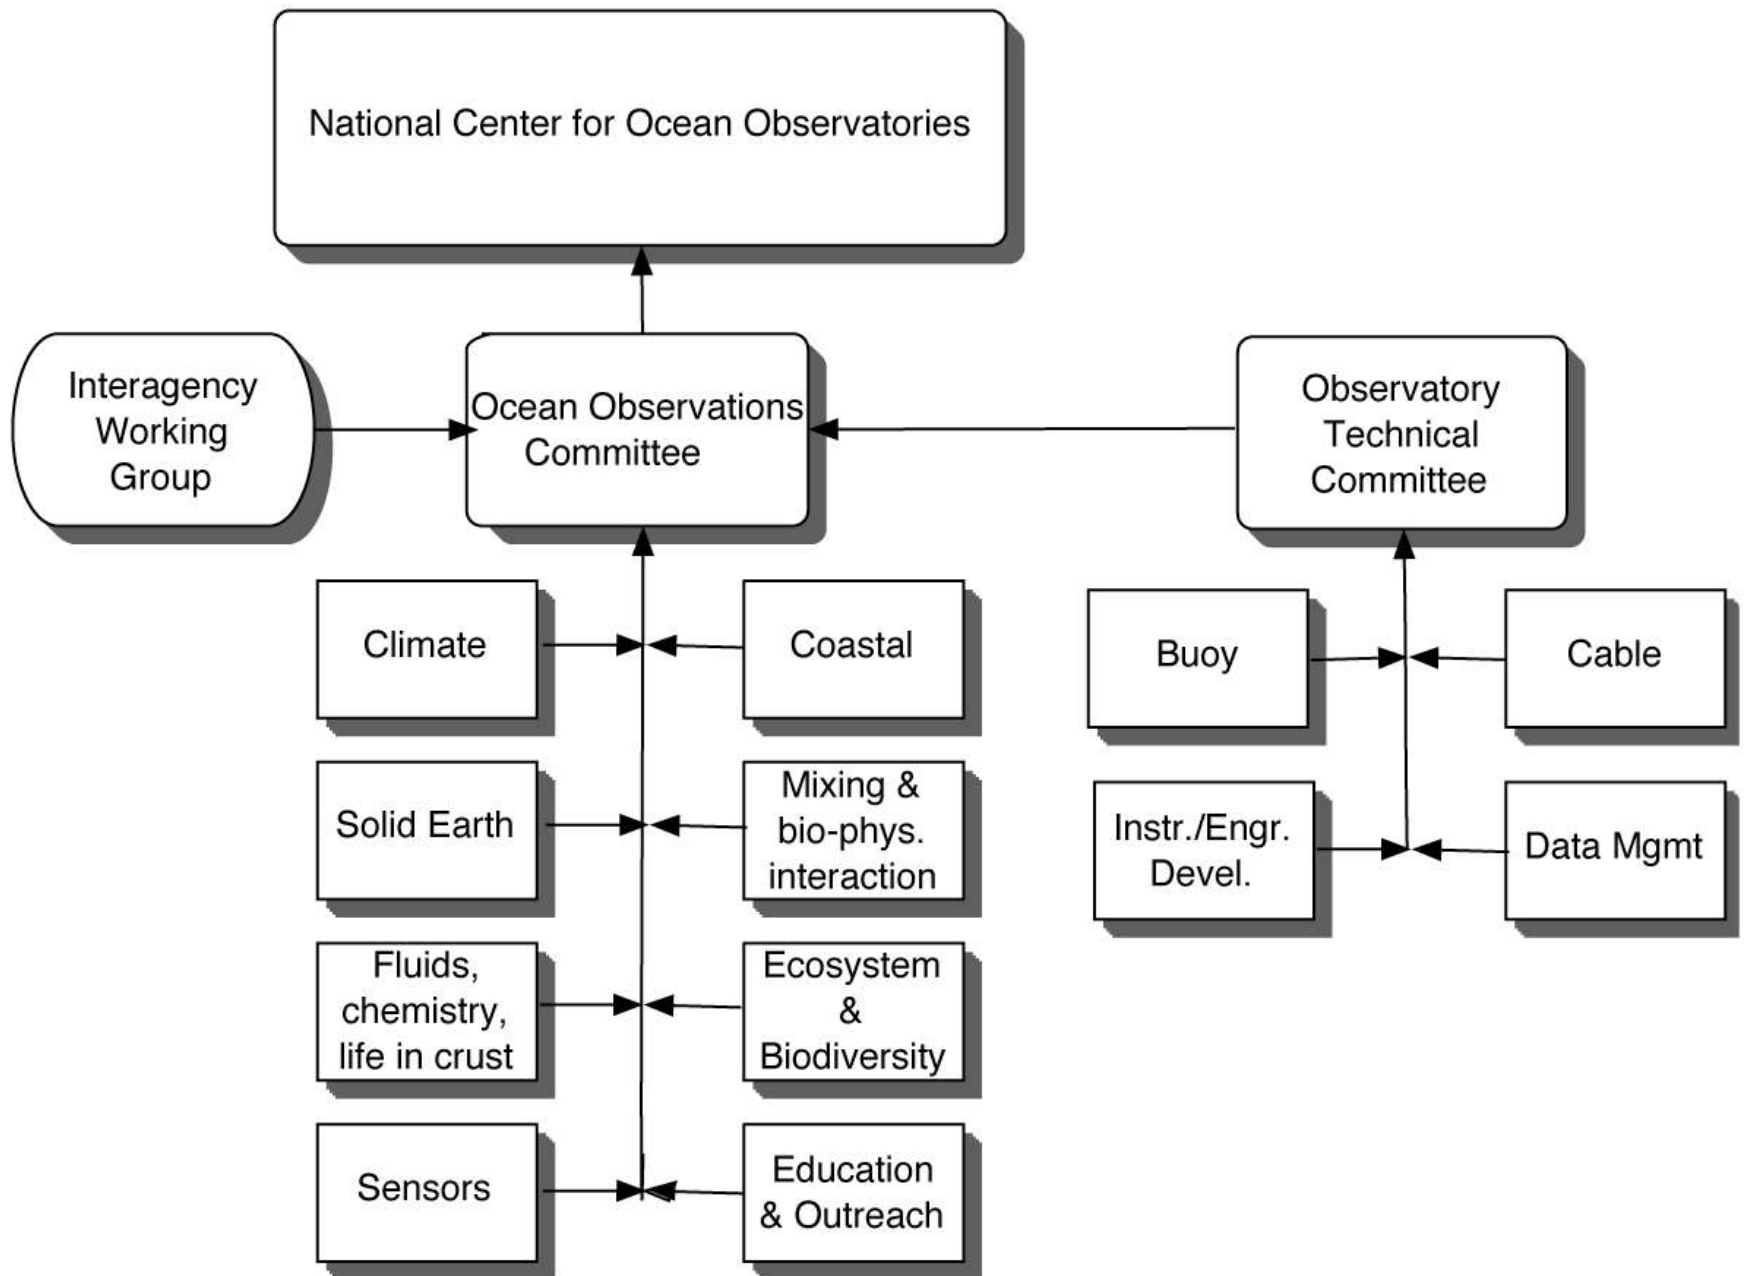 National Center for Ocean Observatories
Interagency
Working
Group
Ocean Observations
Committee
Observatory
Technical
Committee
Climate
Coastal
Buoy
Cable
Solid Earth
Mixing &
bio-phys.
interaction
Instr./Engr.
Devel.
Data Mgmt
Fluids,
chemistry,
life in crust
Ecosystem
&
Biodiversity
Sensors
Education
& Outreach